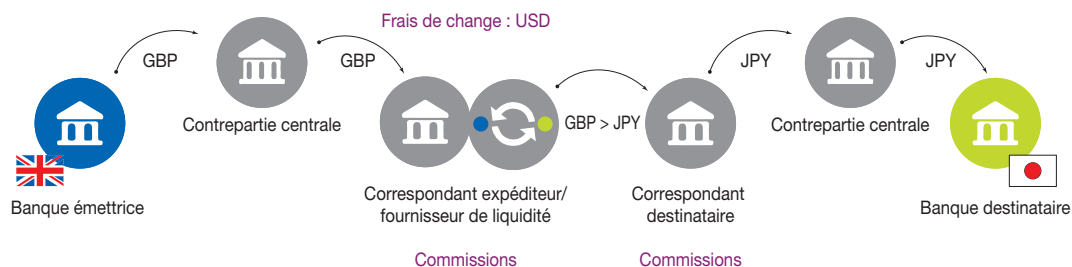 Frais de change : USD
GBP
GBP
GBP > JPY
JPY
JPY
Contrepartie centrale
Contrepartie centrale
Banque émettrice
Correspondant expéditeur/
fournisseur de liquidité
Correspondant
destinataire
Banque destinataire
Commissions
Commissions